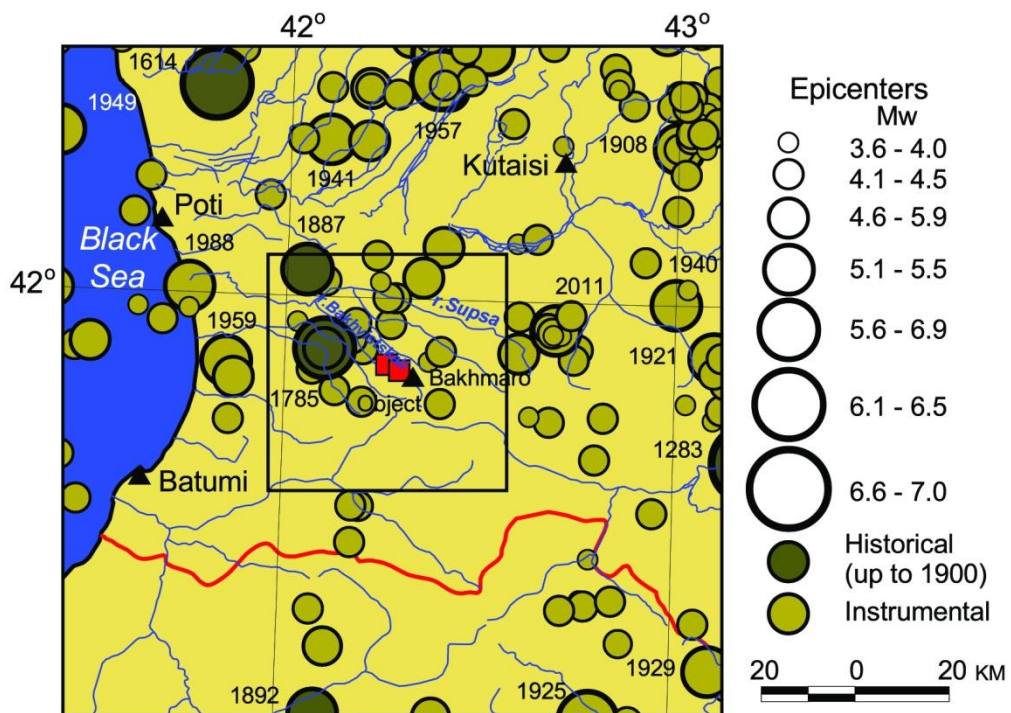 42°
43°
1614
1949
1957
1908
Kutaisi
1941
Poti
1887
Black
Sea
1988
1940
42°
2011
r.Supsa
1959
1921
Bakhmaro
1785
Object
1283
Batumi
1929
1892
1925
Epicenters
Mw
3.6 - 4.0
4.1 - 4.5
4.6 - 5.9
5.1 - 5.5
5.6 - 6.9
6.1 - 6.5
6.6 - 7.0
Historical
(up to 1900)
Instrumental
20 0 20 KM